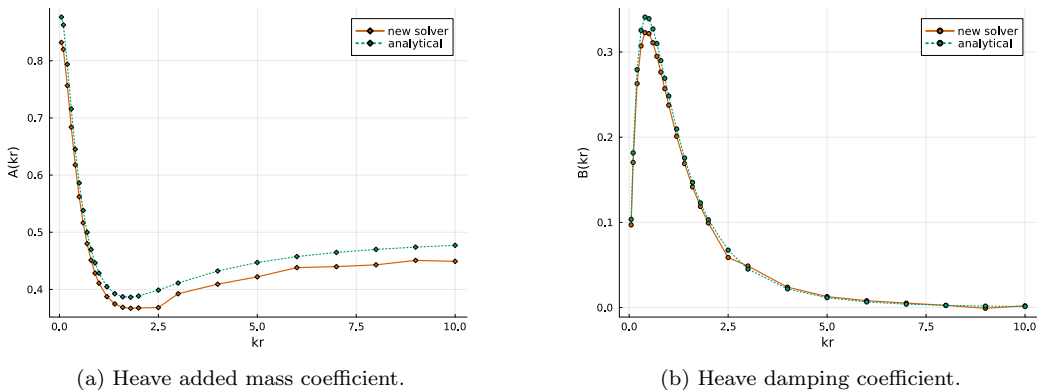 new solver
analytical
0.8
0.7
0.6
0.5
0.4
A(kr)
0.0
2.5
5.0
7.5
10.0
kr
(a) Heave added mass coefficient.
new solver
analytical
0.3
0.2
0.1
0.0
B(kr)
0.0
2.5
5.0
7.5
10.0
kr
(b) Heave damping coefficient.